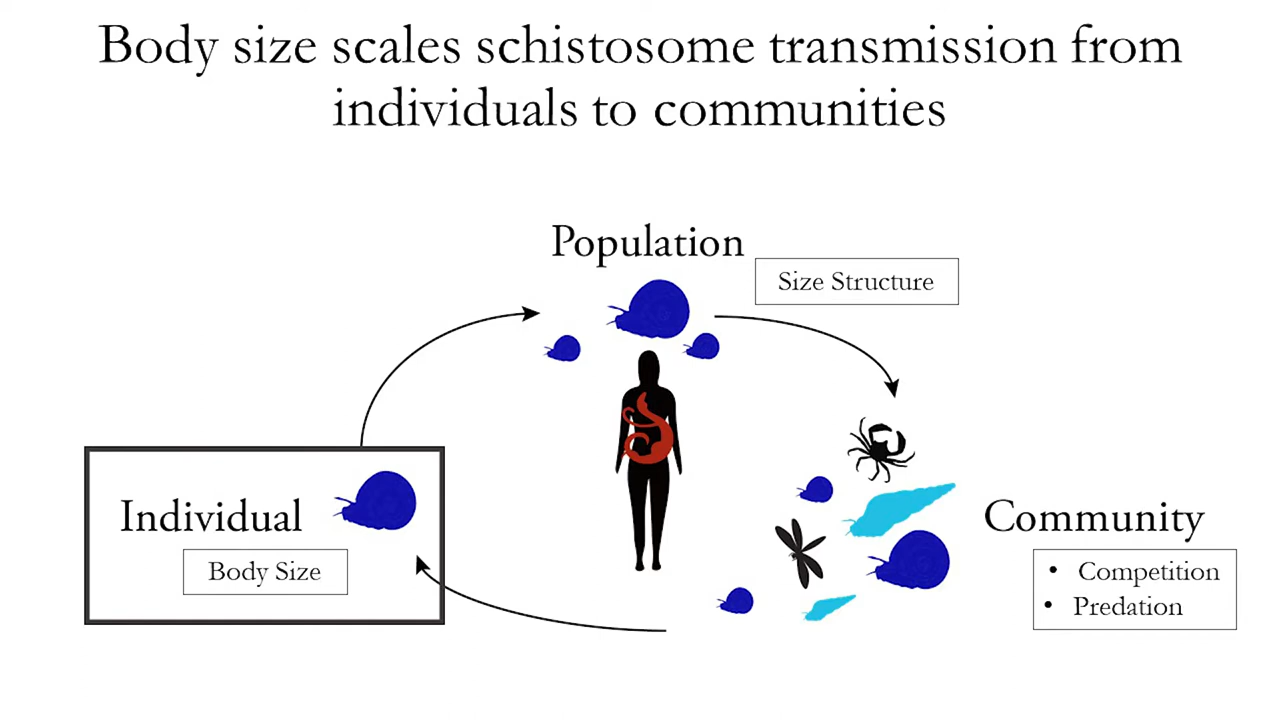 Body size scales schistosome transmission from
individuals to communities
Population
Size Structure
Individual
Body Size
Community
• Competition
• Predation